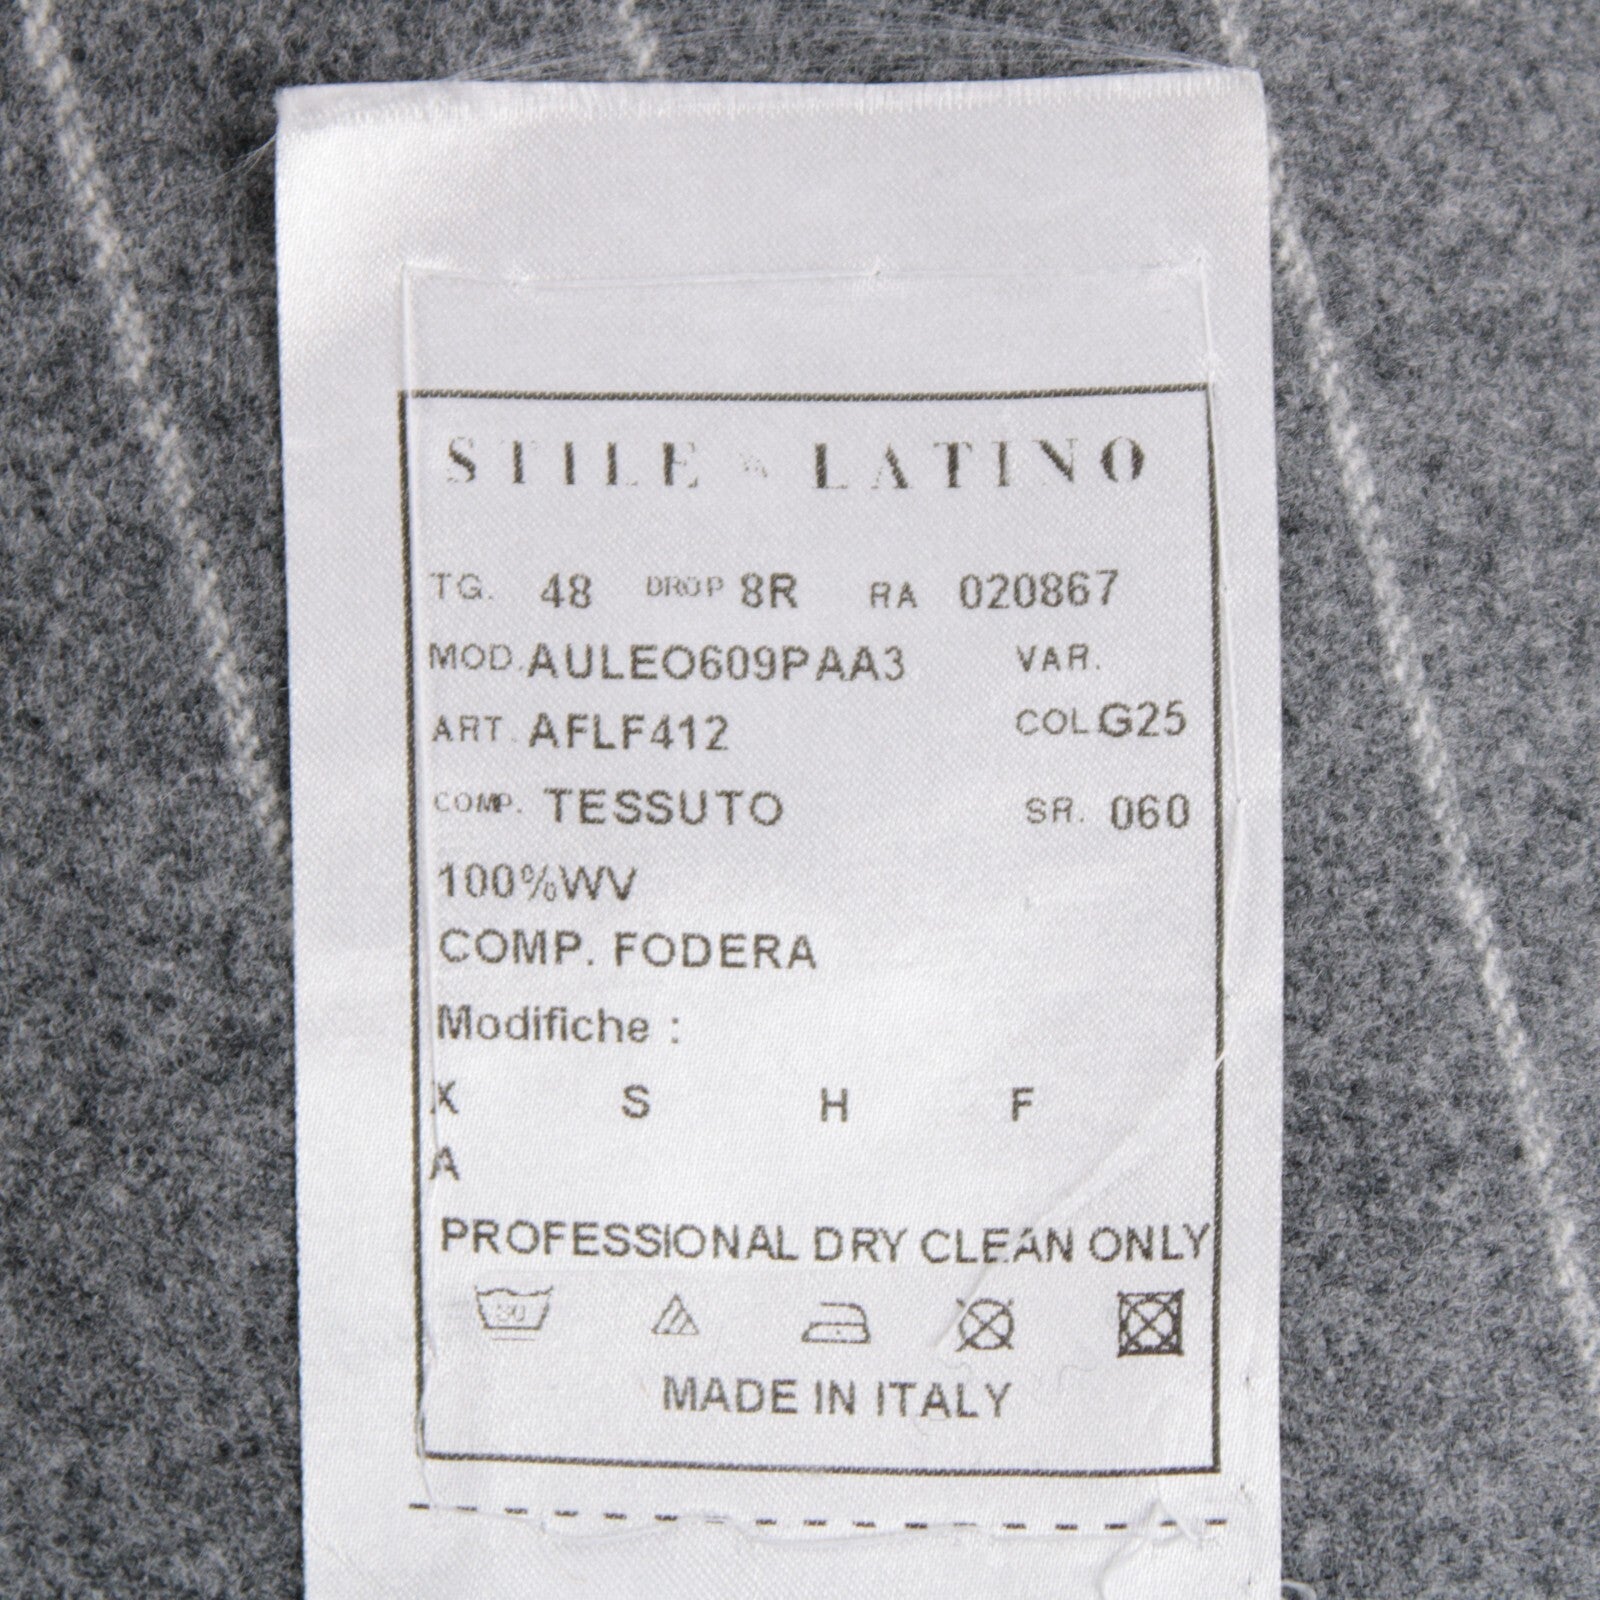 STILE LATINO
TG. 48 DROP 8R RA 020867
MOD. AULEO609PAA3 VAR.
ART. AFLF412 COL. G25
COMP. TESSUTO SR. 060
100%WV
COMP. FODERA
Modifiche :
X S H F
A
PROFESSIONAL DRY CLEAN ONLY
30
MADE IN ITALY